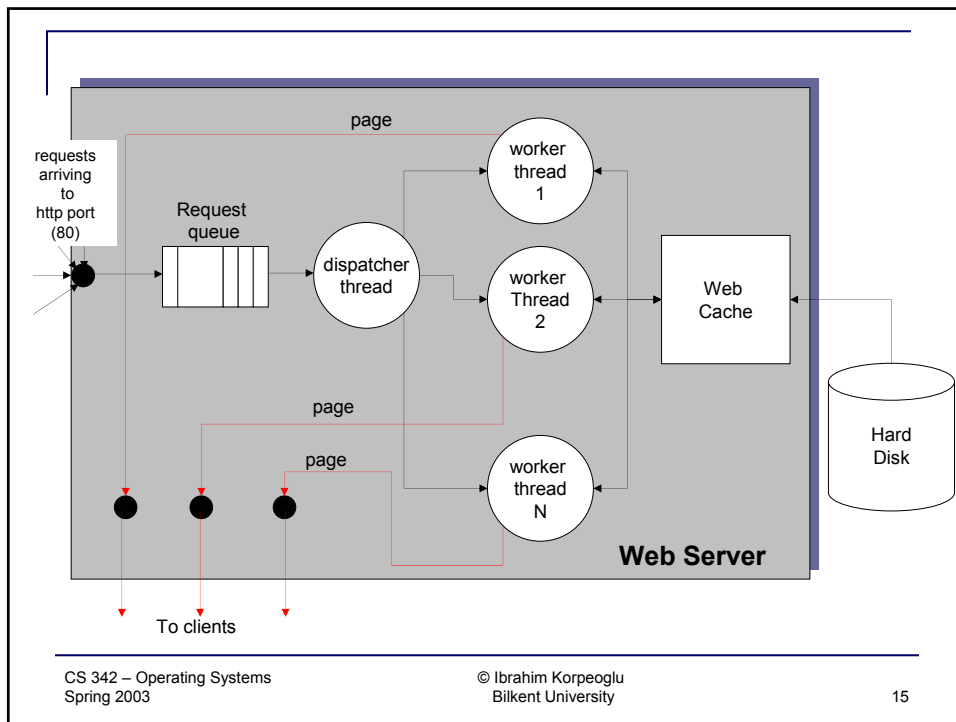 page
requests
arriving
to
http port
(80)
Request
queue
dispatcher
thread
worker
thread
1
worker
Thread
2
Web
Cache
page
page
worker
thread
N
Hard
Disk
Web Server
To clients
CS 342 – Operating Systems
Spring 2003
© Ibrahim Korpeoglu
Bilkent University
15